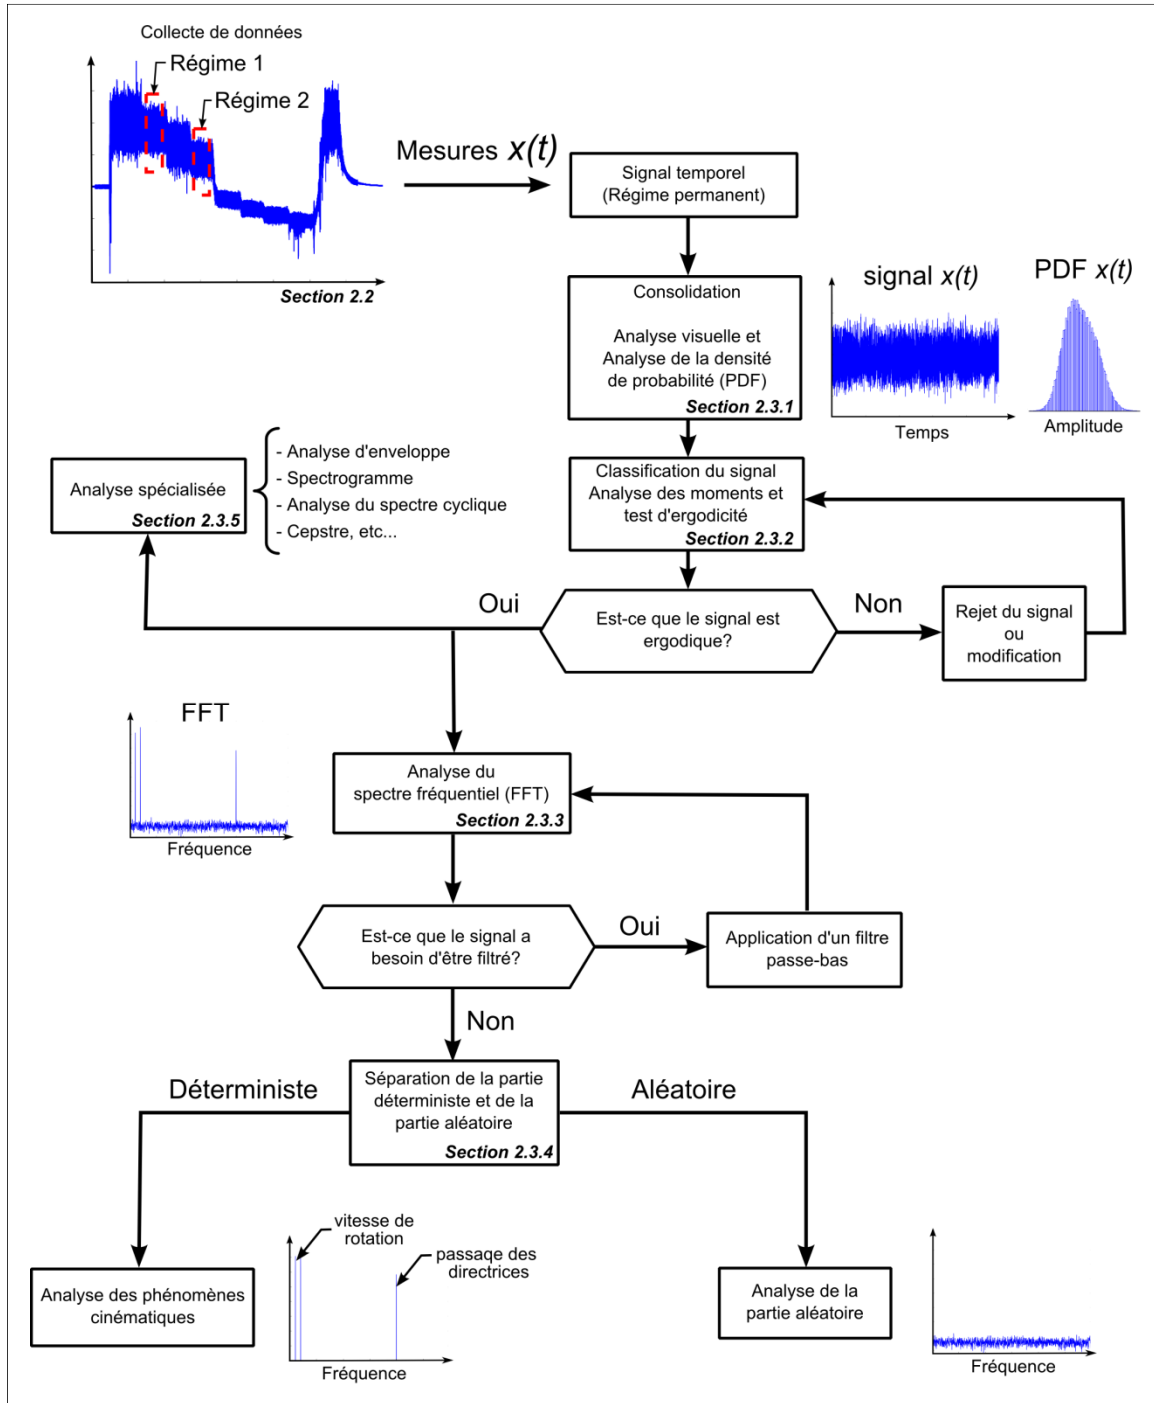 Collecte de données
Régime 1
Régime 2
Section 2.2
Mesures x(t)
Signal temporel
(Régime permanent)
Consolidation
Analyse visuelle et
Analyse de la densité
de probabilité (PDF)
Section 2.3.1
signal x(t)
Temps
PDF x(t)
Amplitude
Analyse spécialisée
Section 2.3.5
- Analyse d'enveloppe
- Spectrogramme
- Analyse du spectre cyclique
- Cepstre, etc...
Classification du signal
Analyse des moments et
test d'ergodicité
Section 2.3.2
Oui
Est-ce que le signal est
ergodique?
Non
Rejet du signal
ou
modification
FFT
Fréquence
Analyse du
spectre fréquentiel (FFT)
Section 2.3.3
Est-ce que le signal a
besoin d'être filtré?
Oui
Application d'un filtre
passe-bas
Non
Déterministe
Séparation de la partie
déterministe et de la
partie aléatoire
Section 2.3.4
Aléatoire
Analyse des phénomènes
cinématiques
vitesse de
rotation
passage des
directrices
Fréquence
Analyse de la
partie aléatoire
Fréquence